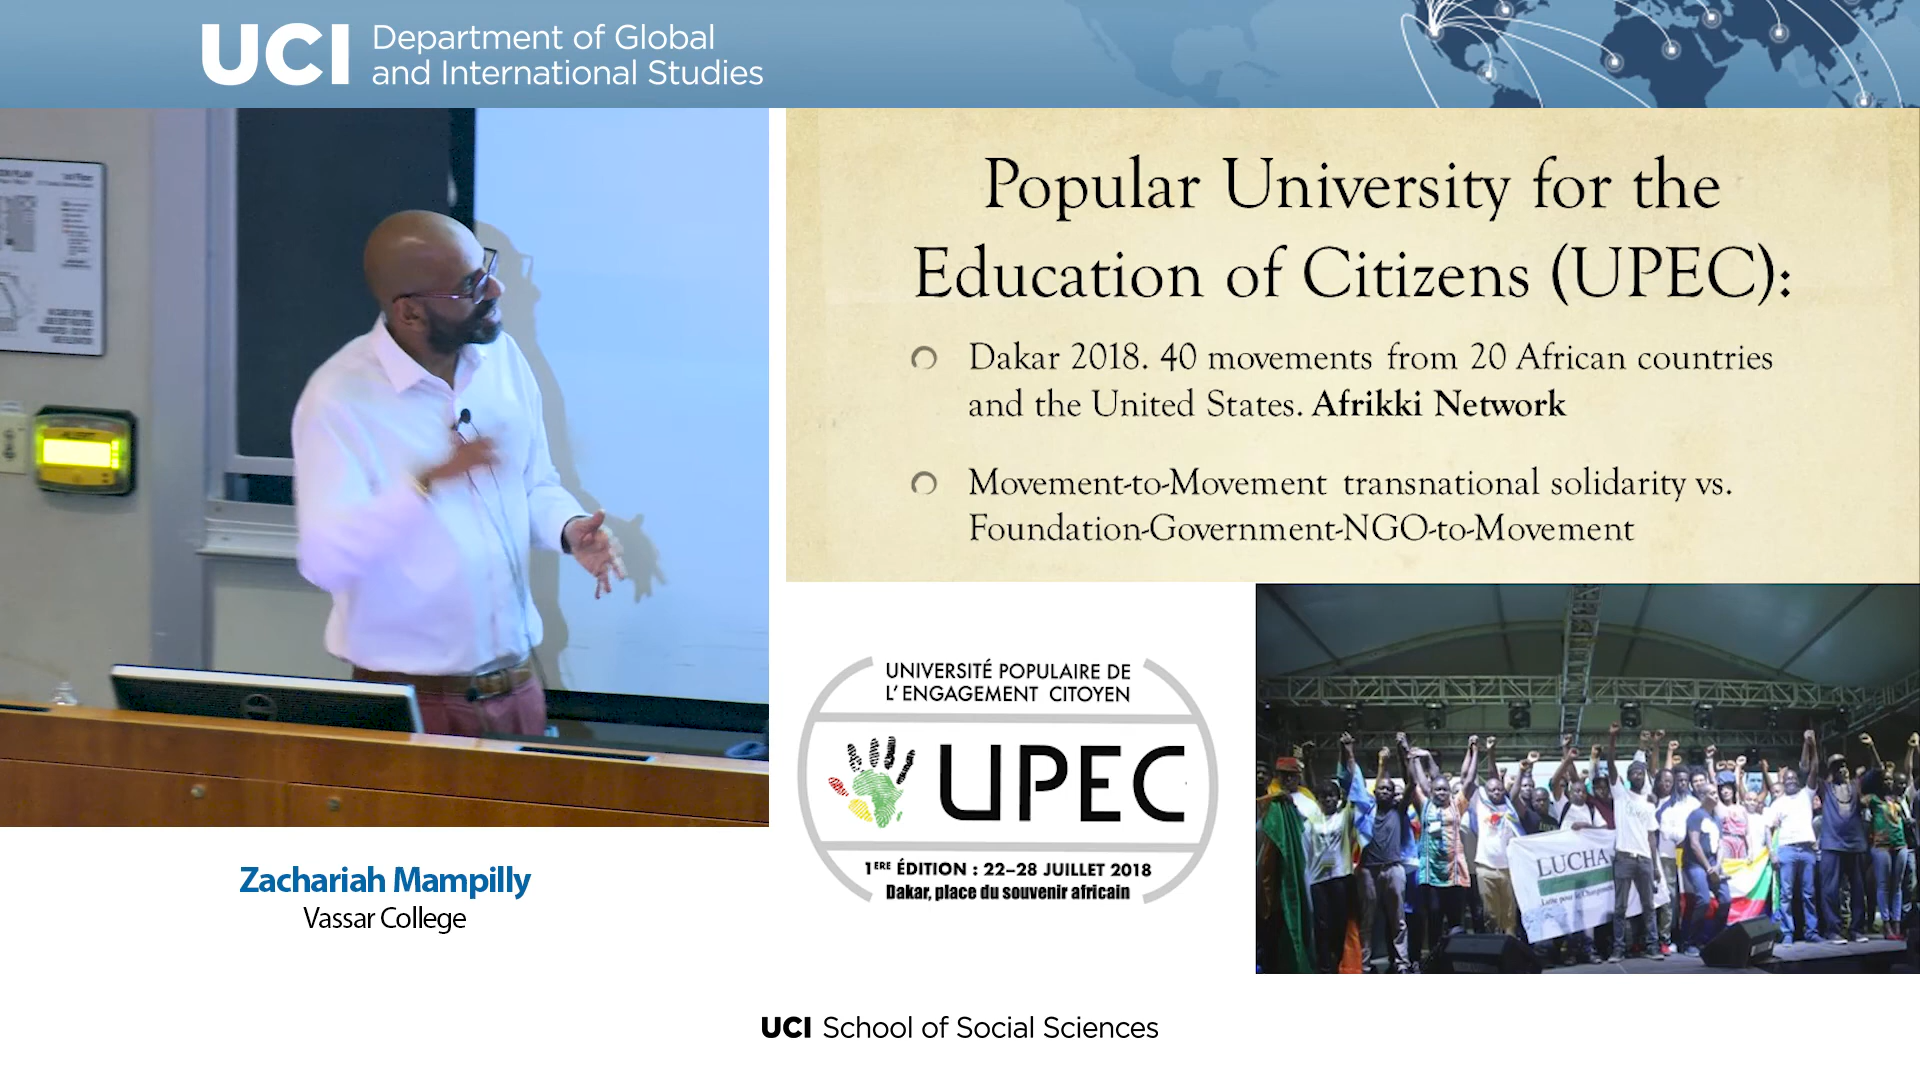 UCI Department of Global
and International Studies
ALERT
Popular University for the
Education of Citizens (UPEC):
Dakar 2018. 40 movements from 20 African countries
and the United States. Afrikki Network
Movement-to-Movement transnational solidarity vs.
Foundation-Government-NGO-to-Movement
UNIVERSITÉ POPULAIRE DE
L'ENGAGEMENT CITOYEN
UPEC
1ERE ÉDITION : 22-28 JUILLET 2018
Dakar, place du souvenir africain
LUCHA
Zachariah Mampilly
Vassar College
UCI School of Social Sciences